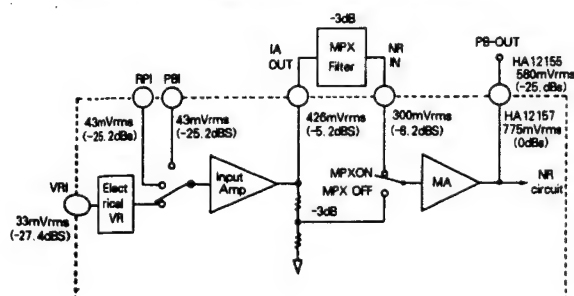 -3dB
MPX
Filter
IA
OUT
NR
IN
PB-OUT
HA12155
580mVrms
(-25.dBs)
RPI
PBI
43mVrms
(-25.2dBs)
43mVrms
(-25.2dBS)
426mVrms
(-5.2dBS)
300mVrms
(-8.2dBS)
HA12157
775mVrms
(0dBs)
VRI
33mVrms
(-27.4dBS)
Elect
rical
VR
Input
Amp
MPXON
MPX OFF
MA
NR
circuit
-3dB